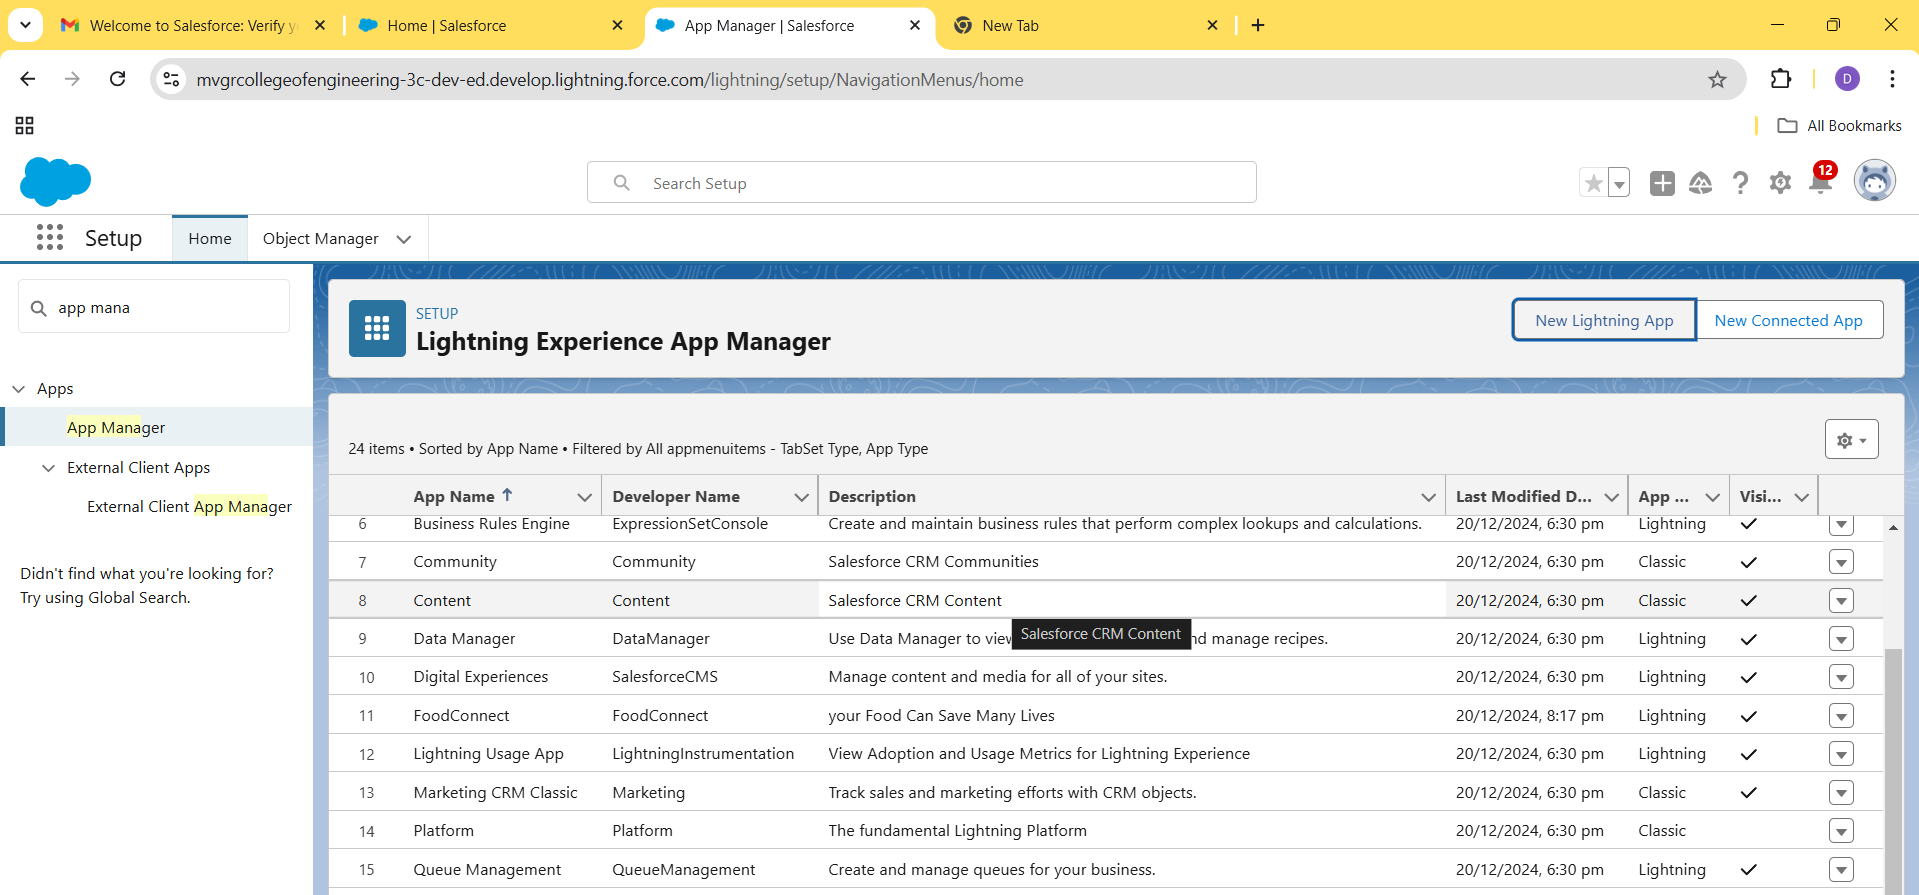 Welcome to Salesforce: Verify y
Home | Salesforce
App Manager | Salesforce
New Tab
mvgrcollegeofengineering-3c-dev-ed.develop.lightning.force.com/lightning/setup/NavigationMenus/home
D
All Bookmarks
Search Setup
12
Setup
Home
Object Manager
app mana
Apps
App Manager
External Client Apps
External Client App Manager
Didn't find what you're looking for?
Try using Global Search.
SETUP
Lightning Experience App Manager
New Lightning App
New Connected App
24 items • Sorted by App Name • Filtered by All appmenuitems - TabSet Type, App Type
App Name Developer Name Description Last Modified D... App ... Visi...
6 Business Rules Engine ExpressionSetConsole Create and maintain business rules that perform complex lookups and calculations. 20/12/2024, 6:30 pm Lightning
7 Community Community Salesforce CRM Communities 20/12/2024, 6:30 pm Classic
8 Content Content Salesforce CRM Content 20/12/2024, 6:30 pm Classic
Salesforce CRM Content
9 Data Manager DataManager Use Data Manager to view nd manage recipes. 20/12/2024, 6:30 pm Lightning
10 Digital Experiences SalesforceCMS Manage content and media for all of your sites. 20/12/2024, 6:30 pm Lightning
11 FoodConnect FoodConnect your Food Can Save Many Lives 20/12/2024, 8:17 pm Lightning
12 Lightning Usage App LightningInstrumentation View Adoption and Usage Metrics for Lightning Experience 20/12/2024, 6:30 pm Lightning
13 Marketing CRM Classic Marketing Track sales and marketing efforts with CRM objects. 20/12/2024, 6:30 pm Classic
14 Platform Platform The fundamental Lightning Platform 20/12/2024, 6:30 pm Classic
15 Queue Management QueueManagement Create and manage queues for your business. 20/12/2024, 6:30 pm Lightning